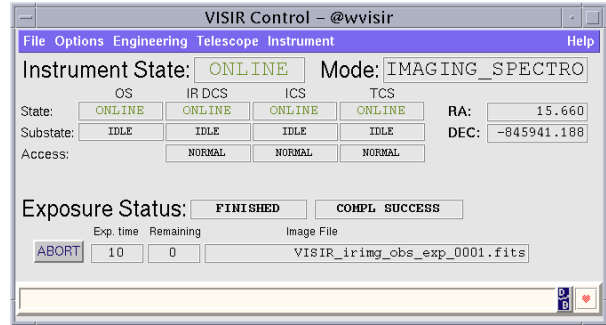 VISIR Control – @wvisir
File Options Engineering Telescope Instrument Help
Instrument State: ONLINE Mode: IMAGING_SPECTRO
OS IR DCS ICS TCS
State: ONLINE ONLINE ONLINE ONLINE RA: 15.660
Substate: IDLE IDLE IDLE IDLE DEC: -845941.188
Access: NORMAL NORMAL NORMAL
Exposure Status: FINISHED COMPL SUCCESS
Exp. time Remaining Image File
ABORT 10 0 VISIR_irimg_obs_exp_0001.fits